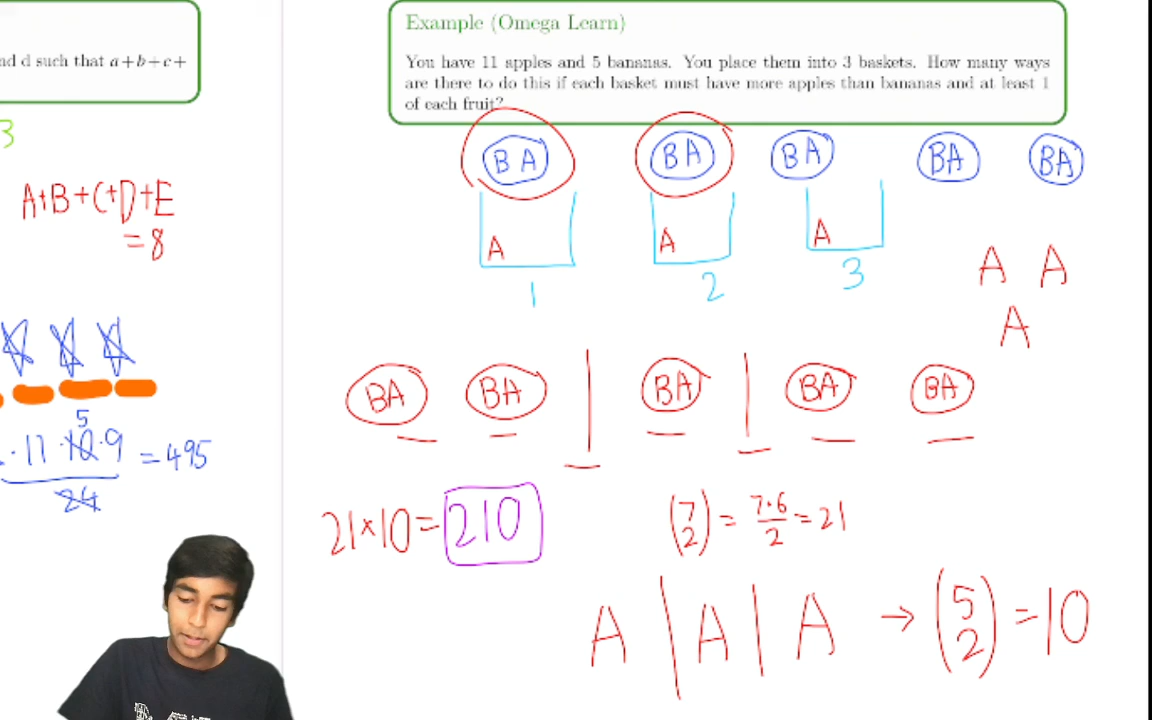 nd d such that a+b+c+
3
A+B+C+D+E
=8
5
·11·10·9 = 495
24
Example (Omega Learn)
You have 11 apples and 5 bananas. You place them into 3 baskets. How many ways
are there to do this if each basket must have more apples than bananas and at least 1
of each fruit?
BA BA BA BA BA
A A A
1 2 3
A A
A
BA BA | BA | BA BA
21×10= 210
(7 2) = 7·6/2 = 21
A | A | A → (5 2) = 10